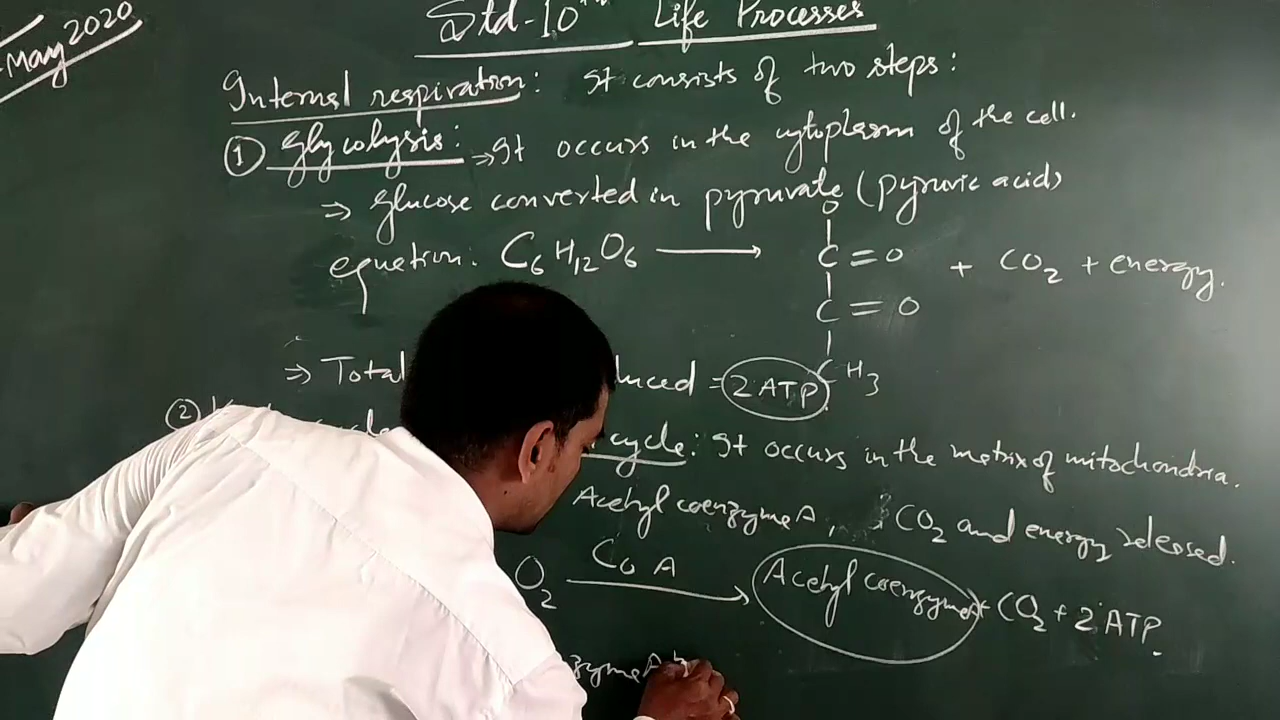 May 2020
Std-10th Life Processes
Internal respiration: It consists of two steps:
① Glycolysis: ⇒ It occurs in the cytoplasm of the cell.
⇒ Glucose converted in pyruvate (pyruvic acid)
equetion: C6H12O6 → O C=O C=O CH3 + CO2 + energy.
⇒ Total = 2 ATP
② cycle: It occurs in the matrix of mitochondria.
Acetyl coenzyme A, CO2 and energy released.
O2 CoA → Acetyl coenzyme + CO2 + 2 ATP.